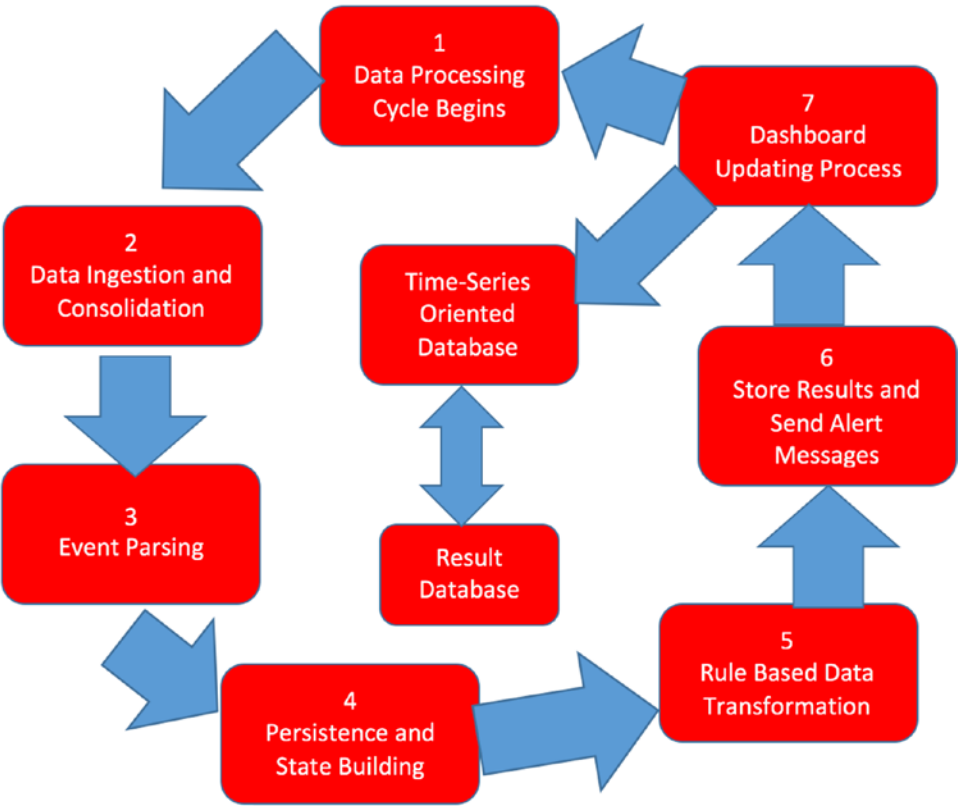 1
Data Processing
Cycle Begins
2
Data Ingestion and
Consolidation
3
Event Parsing
4
Persistence and
State Building
5
Rule Based Data
Transformation
6
Store Results and
Send Alert
Messages
7
Dashboard
Updating Process
Time-Series
Oriented
Database
Result
Database